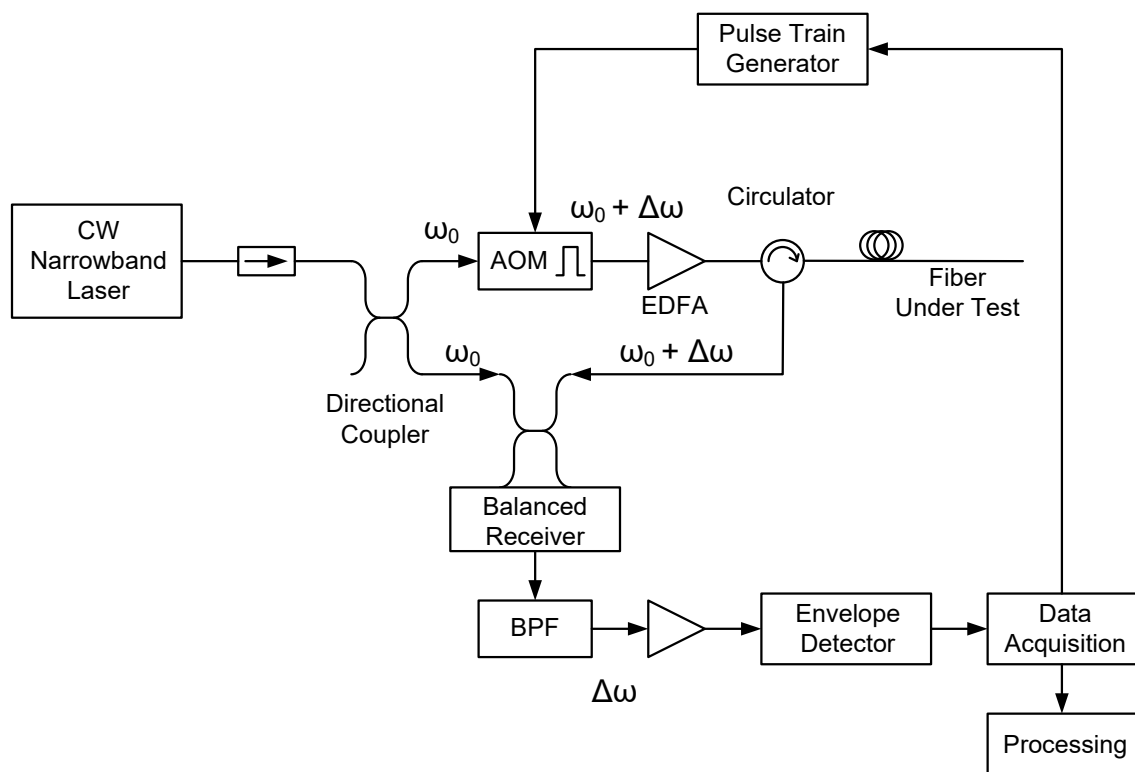 Pulse Train
Generator
CW
Narrowband
Laser
ω₀
AOM
ω₀ + Δω
EDFA
Circulator
Fiber
Under Test
ω₀
ω₀ + Δω
Directional
Coupler
Balanced
Receiver
BPF
Δω
Envelope
Detector
Data
Acquisition
Processing